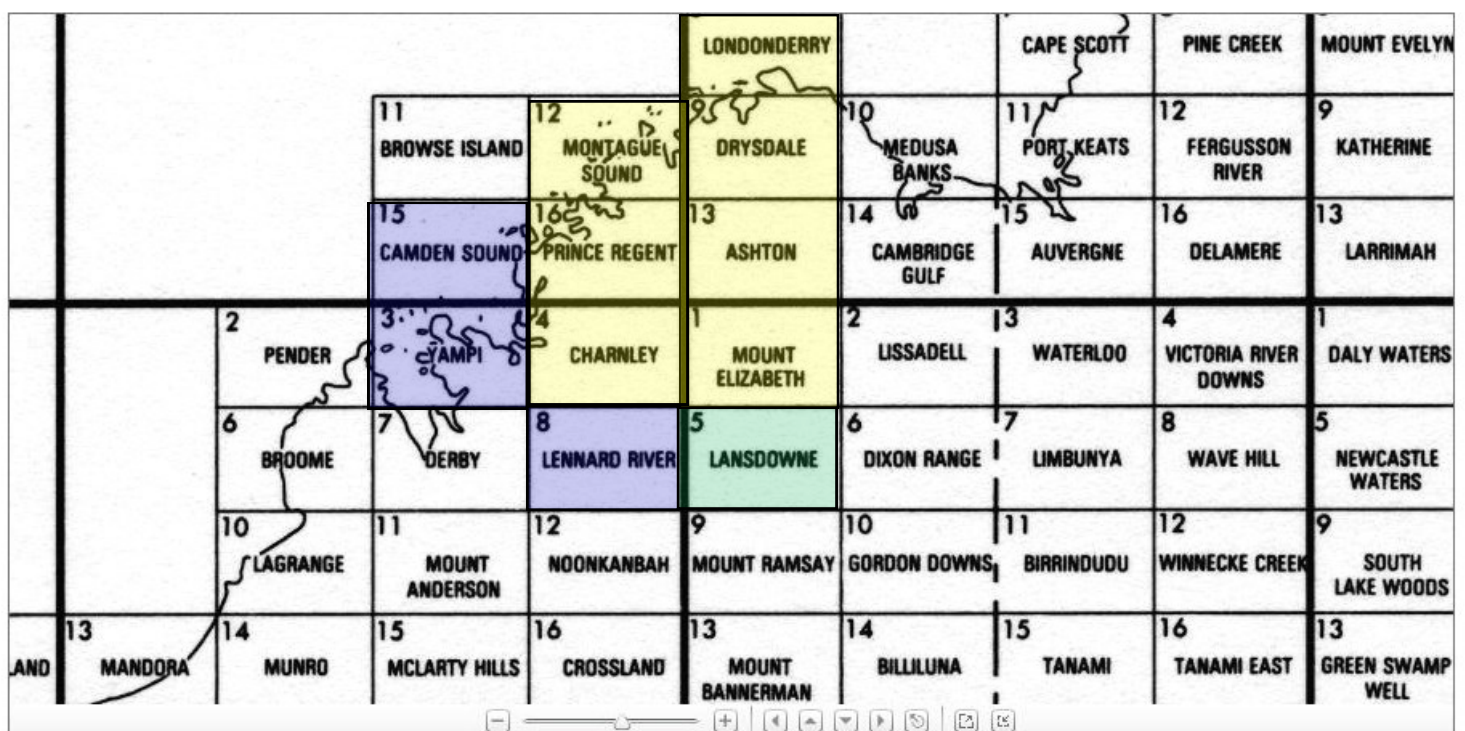 LONDONDERRY
CAPE SCOTT
PINE CREEK
MOUNT EVELYN
11
12
9
10
11
12
9
BROWSE ISLAND
MONTAGUE
SOUND
DRYSDALE
MEDUSA
BANKS
PORT KEATS
FERGUSSON
RIVER
KATHERINE
15
16
13
14
15
16
13
CAMDEN SOUND
PRINCE REGENT
ASHTON
CAMBRIDGE
GULF
AUVERGNE
DELAMERE
LARRIMAH
2
3
4
1
2
3
4
1
PENDER
YAMPI
CHARNLEY
MOUNT
ELIZABETH
LISSADELL
WATERLOO
VICTORIA RIVER
DOWNS
DALY WATERS
6
7
8
5
6
7
8
5
BROOME
DERBY
LENNARD RIVER
LANSDOWNE
DIXON RANGE
LIMBUNYA
WAVE HILL
NEWCASTLE
WATERS
10
11
12
9
10
11
12
9
LAGRANGE
MOUNT
ANDERSON
NOONKANBAH
MOUNT RAMSAY
GORDON DOWNS
BIRRINDUDU
WINNECKE CREEK
SOUTH
LAKE WOODS
13
14
15
16
13
14
15
16
13
LAND
MANDORA
MUNRO
MCLARTY HILLS
CROSSLAND
MOUNT
BANNERMAN
BILLILUNA
TANAMI
TANAMI EAST
GREEN SWAMP
WELL